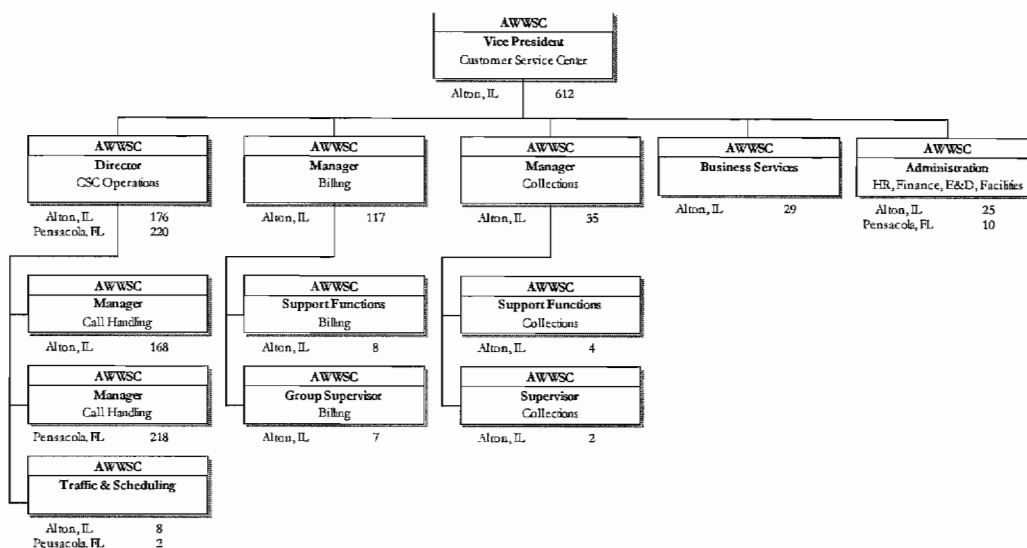 AWWSC
Vice President
Customer Service Center
Alton, IL 612
AWWSC
Director
CSC Operations
Alton, IL 176
Pensacola, FL 220
AWWSC
Manager
Billing
Alton, IL 117
AWWSC
Manager
Collections
Alton, IL 35
AWWSC
Business Services
Alton, IL 29
AWWSC
Administration
HR, Finance, E&D, Facilities
Alton, IL 25
Pensacola, FL 10
AWWSC
Manager
Call Handling
Alton, IL 168
AWWSC
Support Functions
Billing
Alton, IL 8
AWWSC
Support Functions
Collections
Alton, IL 4
AWWSC
Manager
Call Handling
Pensacola, FL 218
AWWSC
Group Supervisor
Billing
Alton, IL 7
AWWSC
Supervisor
Collections
Alton, IL 2
AWWSC
Traffic & Scheduling
Alton, IL 8
Pensacola, FL 2